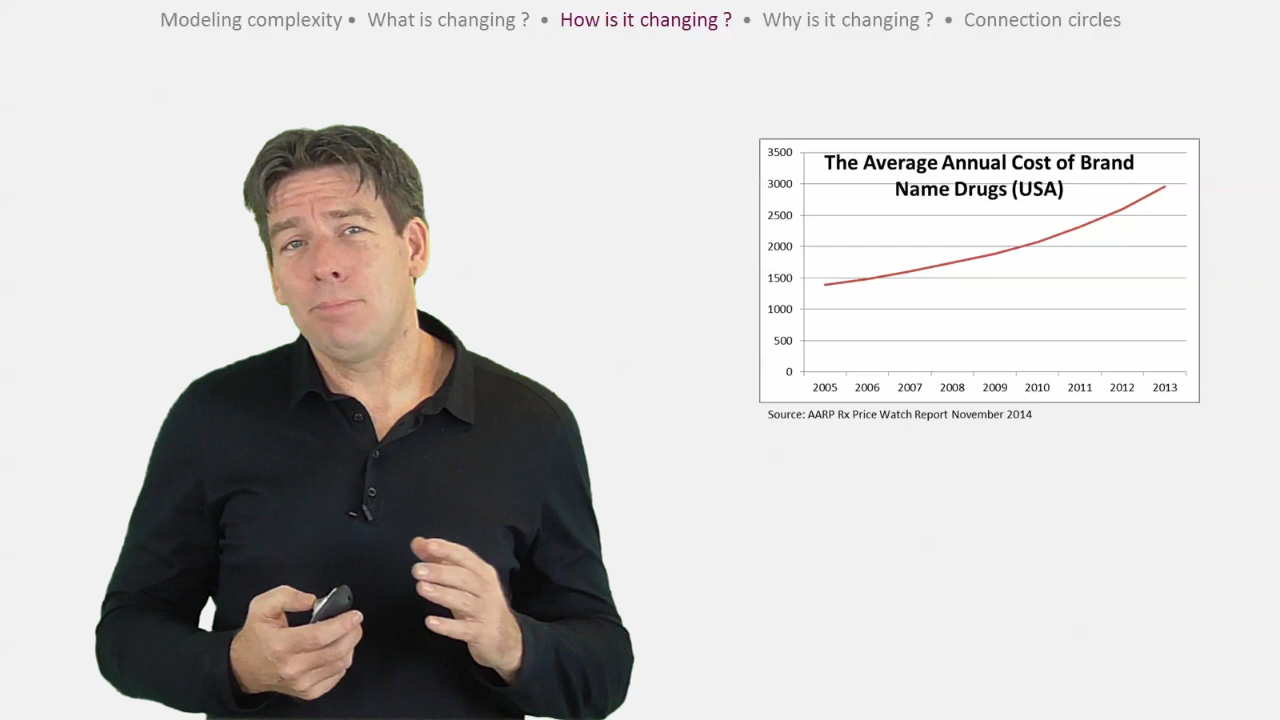 Modeling complexity • What is changing ? • How is it changing ? • Why is it changing ? • Connection circles
The Average Annual Cost of Brand
Name Drugs (USA)
3500
3000
2500
2000
1500
1000
500
0
2005 2006 2007 2008 2009 2010 2011 2012 2013
Source: AARP Rx Price Watch Report November 2014